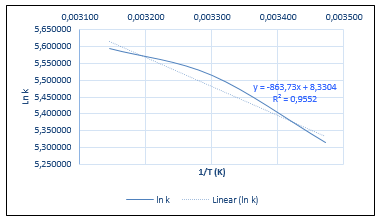 0,003100 0,003200 0,003300 0,003400 0,003500
5,650000
5,600000
5,550000
5,500000
5,450000
5,400000
5,350000
5,300000
5,250000
5,200000
Ln k
y = -863,73x + 8,3304
R² = 0,9552
1/T (K)
ln k Linear (ln k)